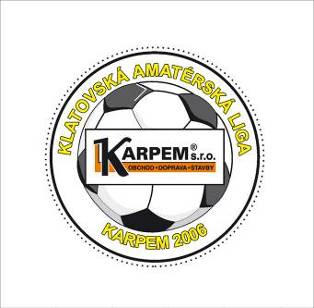 KLATOVSKÁ AMATÉRSKÁ LIGA
KARPEM®
s.r.o.
OBCHOD - DOPRAVA - STAVBY
KARPEM 2006